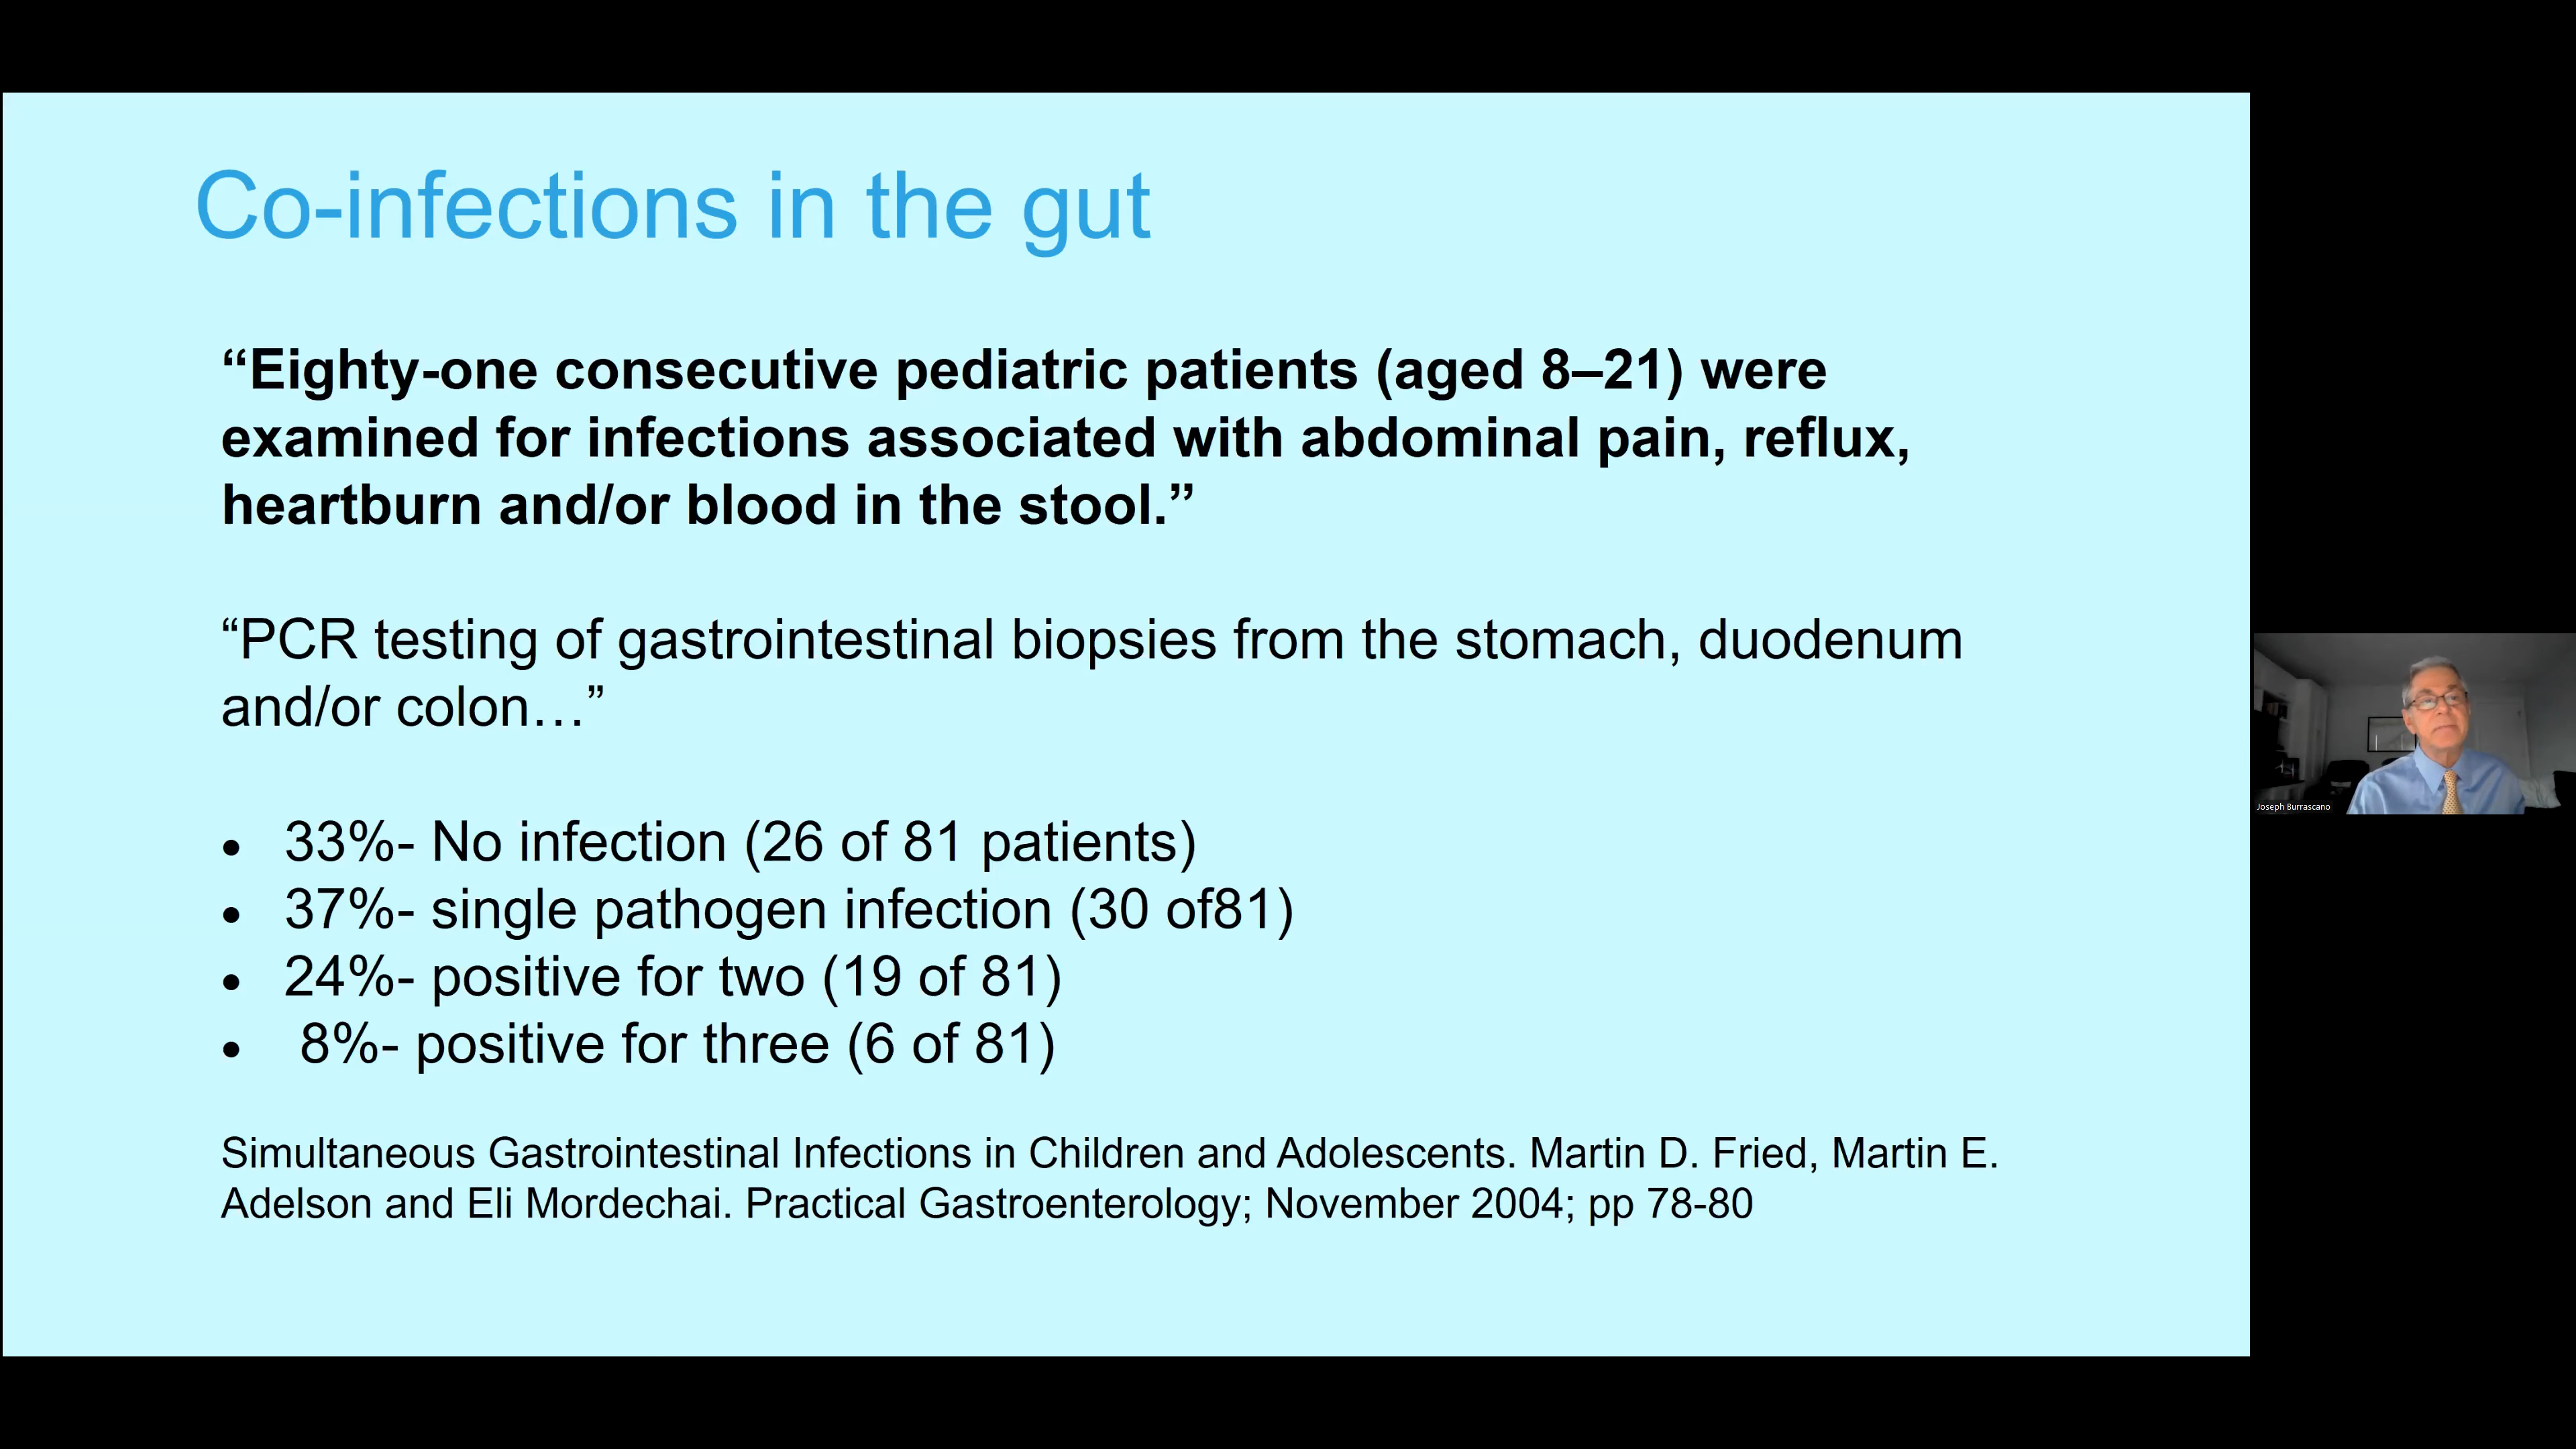 Co-infections in the gut
“Eighty-one consecutive pediatric patients (aged 8–21) were
examined for infections associated with abdominal pain, reflux,
heartburn and/or blood in the stool.”
“PCR testing of gastrointestinal biopsies from the stomach, duodenum
and/or colon…”
• 33%- No infection (26 of 81 patients)
• 37%- single pathogen infection (30 of81)
• 24%- positive for two (19 of 81)
• 8%- positive for three (6 of 81)
Simultaneous Gastrointestinal Infections in Children and Adolescents. Martin D. Fried, Martin E.
Adelson and Eli Mordechai. Practical Gastroenterology; November 2004; pp 78-80
Joseph Burrascano